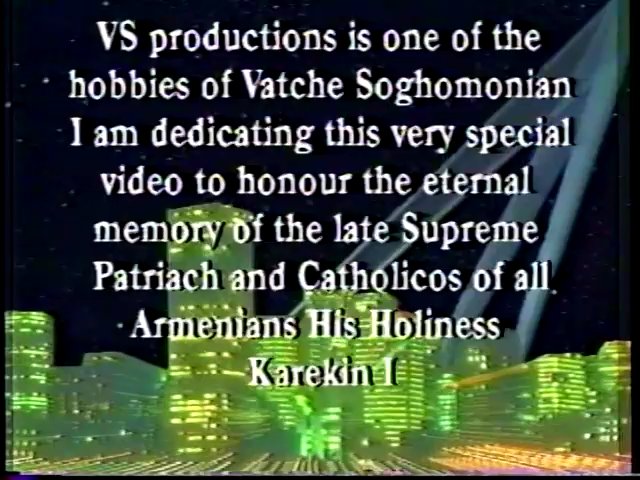 VS productions is one of the
hobbies of Vatche Soghomonian
I am dedicating this very special
video to honour the eternal
memory of the late Supreme
Patriach and Catholicos of all
Armenians His Holiness
Karekin I